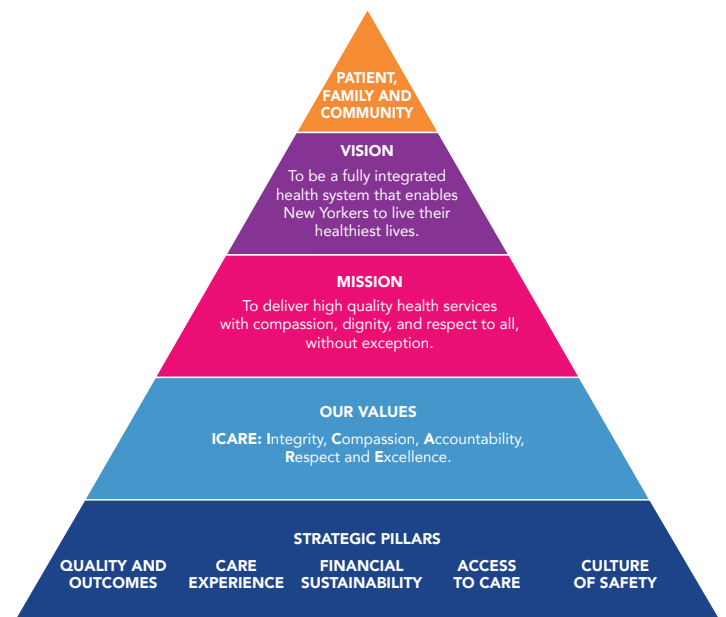 PATIENT,
FAMILY AND
COMMUNITY
VISION
To be a fully integrated
health system that enables
New Yorkers to live their
healthiest lives.
MISSION
To deliver high quality health services
with compassion, dignity, and respect to all,
without exception.
OUR VALUES
ICARE: Integrity, Compassion, Accountability,
Respect and Excellence.
STRATEGIC PILLARS
QUALITY AND
OUTCOMES
CARE
EXPERIENCE
FINANCIAL
SUSTAINABILITY
ACCESS
TO CARE
CULTURE
OF SAFETY